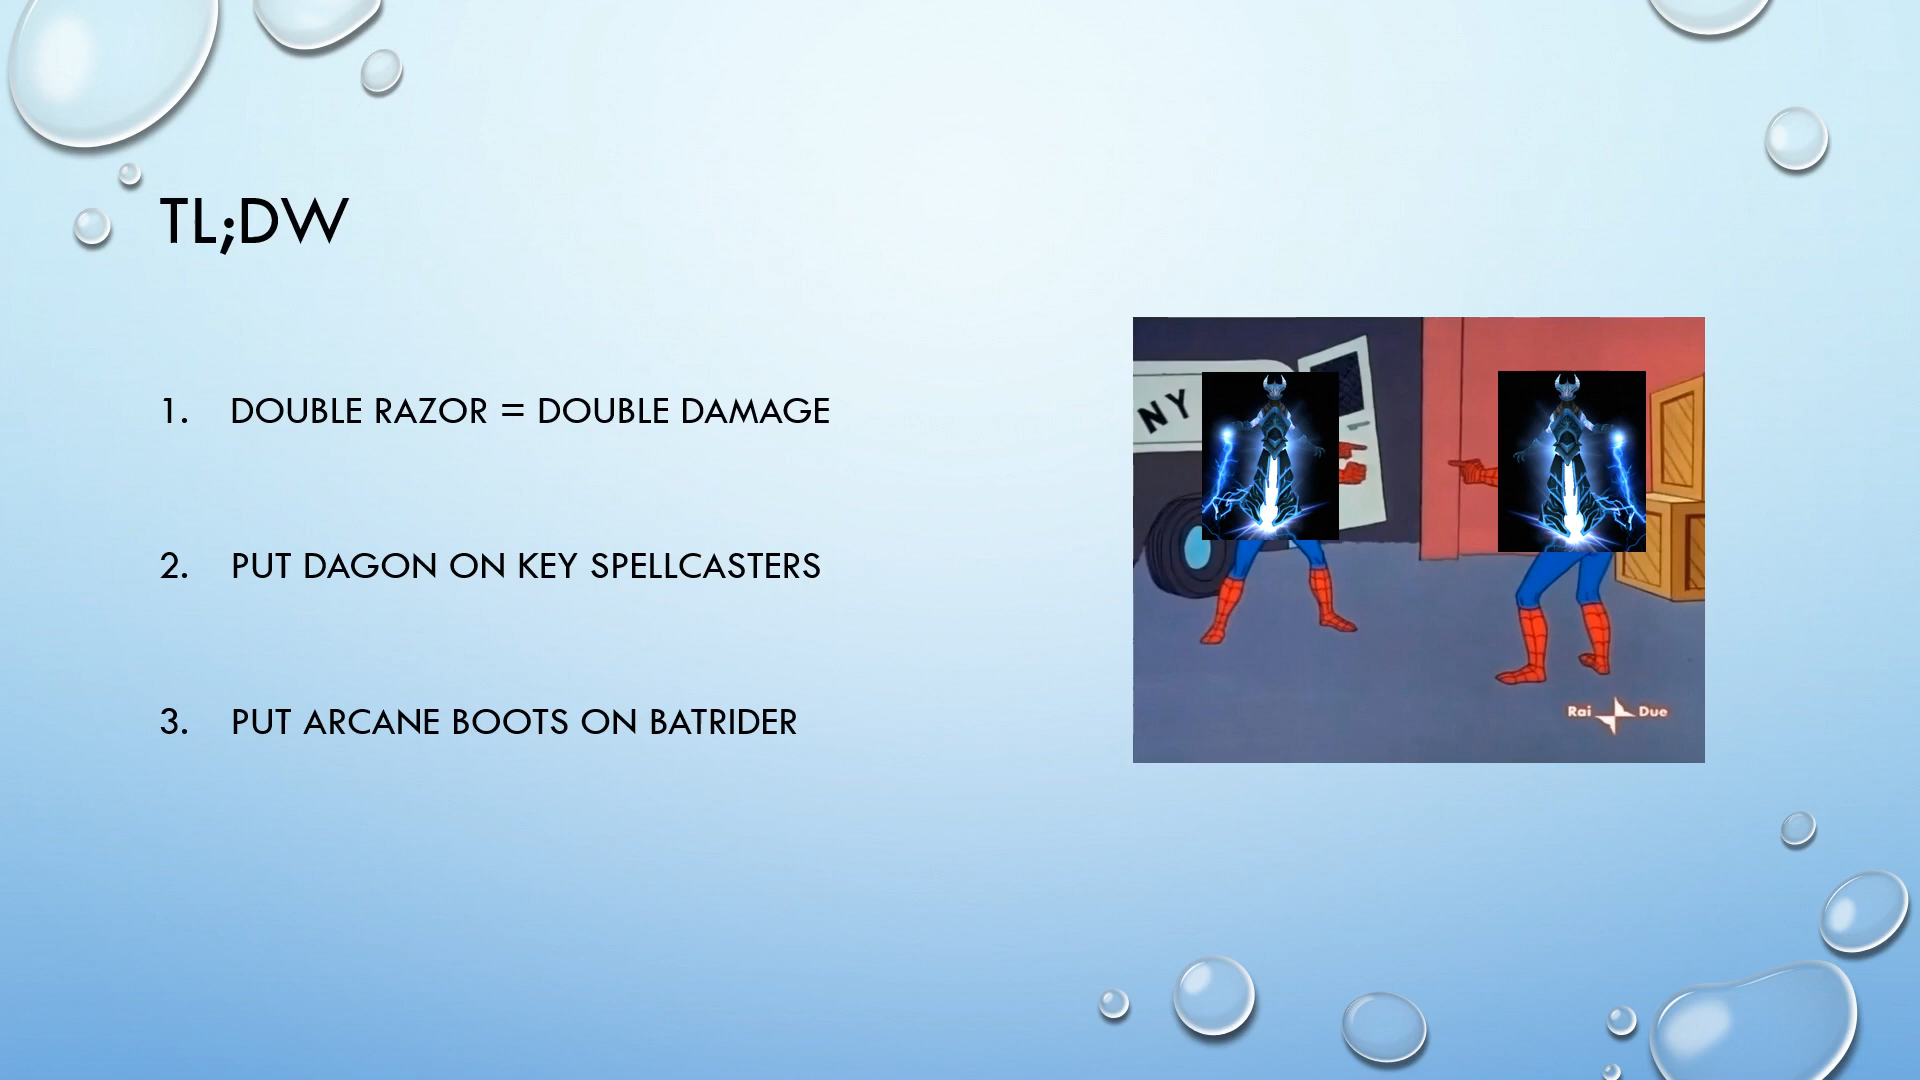 TL;DW
1. DOUBLE RAZOR = DOUBLE DAMAGE
2. PUT DAGON ON KEY SPELLCASTERS
3. PUT ARCANE BOOTS ON BATRIDER
NY
Rai Due